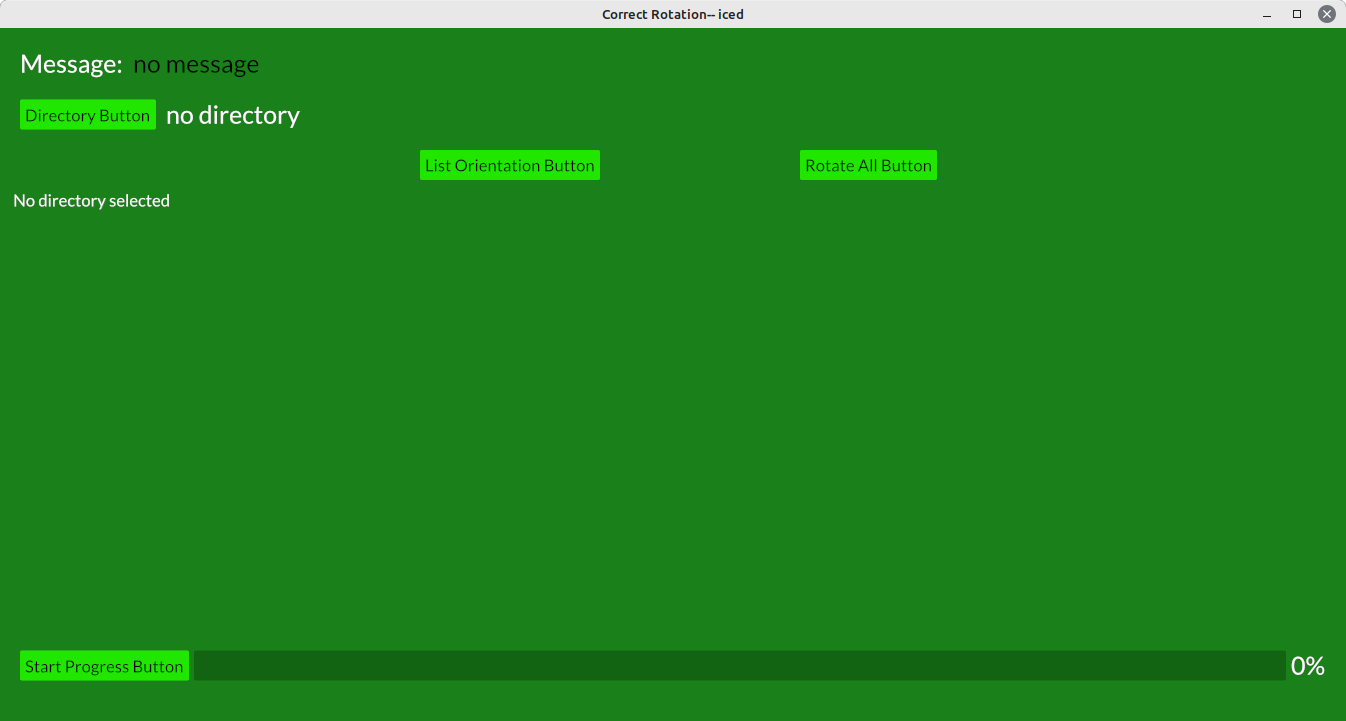 Correct Rotation-- iced
Message: no message
Directory Button no directory
List Orientation Button Rotate All Button
No directory selected
Start Progress Button 0%